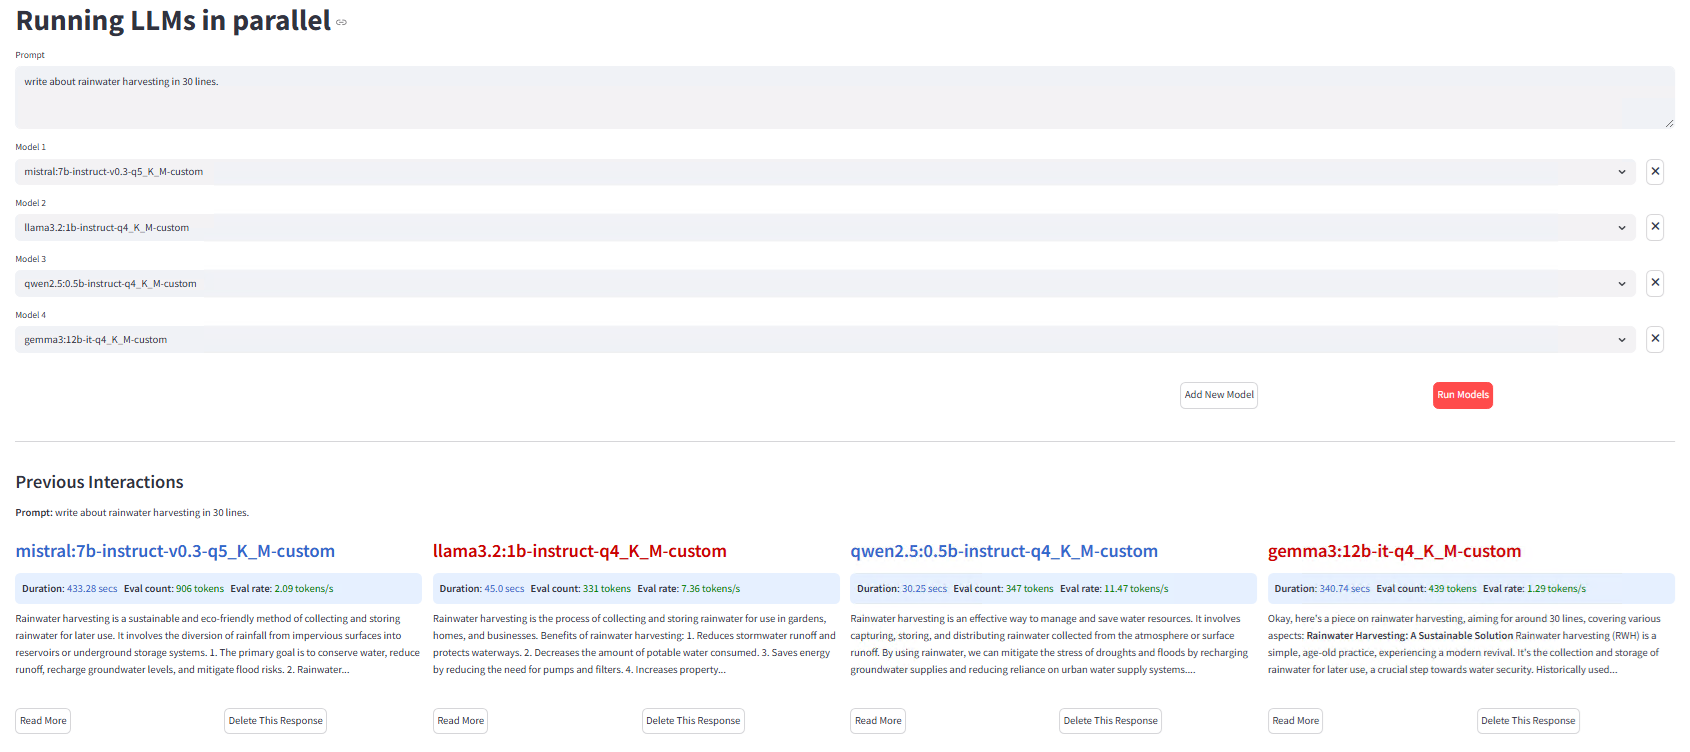 Running LLMs in parallel
Prompt
write about rainwater harvesting in 30 lines.
Model 1
mistral:7b-instruct-v0.3-q5_K_M-custom
Model 2
llama3.2:1b-instruct-q4_K_M-custom
Model 3
qwen2.5:0.5b-instruct-q4_K_M-custom
Model 4
gemma3:12b-it-q4_K_M-custom
Add New Model
Run Models
Previous Interactions
Prompt: write about rainwater harvesting in 30 lines.
mistral:7b-instruct-v0.3-q5_K_M-custom
Duration: 433.28 secs Eval count: 906 tokens Eval rate: 2.09 tokens/s
Rainwater harvesting is a sustainable and eco-friendly method of collecting and storing
rainwater for later use. It involves the diversion of rainfall from impervious surfaces into
reservoirs or underground storage systems. 1. The primary goal is to conserve water, reduce
runoff, recharge groundwater levels, and mitigate flood risks. 2. Rainwater...
Read More
Delete This Response
llama3.2:1b-instruct-q4_K_M-custom
Duration: 45.0 secs Eval count: 331 tokens Eval rate: 7.36 tokens/s
Rainwater harvesting is the process of collecting and storing rainwater for use in gardens,
homes, and businesses. Benefits of rainwater harvesting: 1. Reduces stormwater runoff and
protects waterways. 2. Decreases the amount of potable water consumed. 3. Saves energy
by reducing the need for pumps and filters. 4. Increases property...
Read More
Delete This Response
qwen2.5:0.5b-instruct-q4_K_M-custom
Duration: 30.25 secs Eval count: 347 tokens Eval rate: 11.47 tokens/s
Rainwater harvesting is an effective way to manage and save water resources. It involves
capturing, storing, and distributing rainwater collected from the atmosphere or surface
runoff. By using rainwater, we can mitigate the stress of droughts and floods by recharging
groundwater supplies and reducing reliance on urban water supply systems....
Read More
Delete This Response
gemma3:12b-it-q4_K_M-custom
Duration: 340.74 secs Eval count: 439 tokens Eval rate: 1.29 tokens/s
Okay, here's a piece on rainwater harvesting, aiming for around 30 lines, covering various
aspects: Rainwater Harvesting: A Sustainable Solution Rainwater harvesting (RWH) is a
simple, age-old practice, experiencing a modern revival. It's the collection and storage of
rainwater for later use, a crucial step towards water security. Historically used...
Read More
Delete This Response